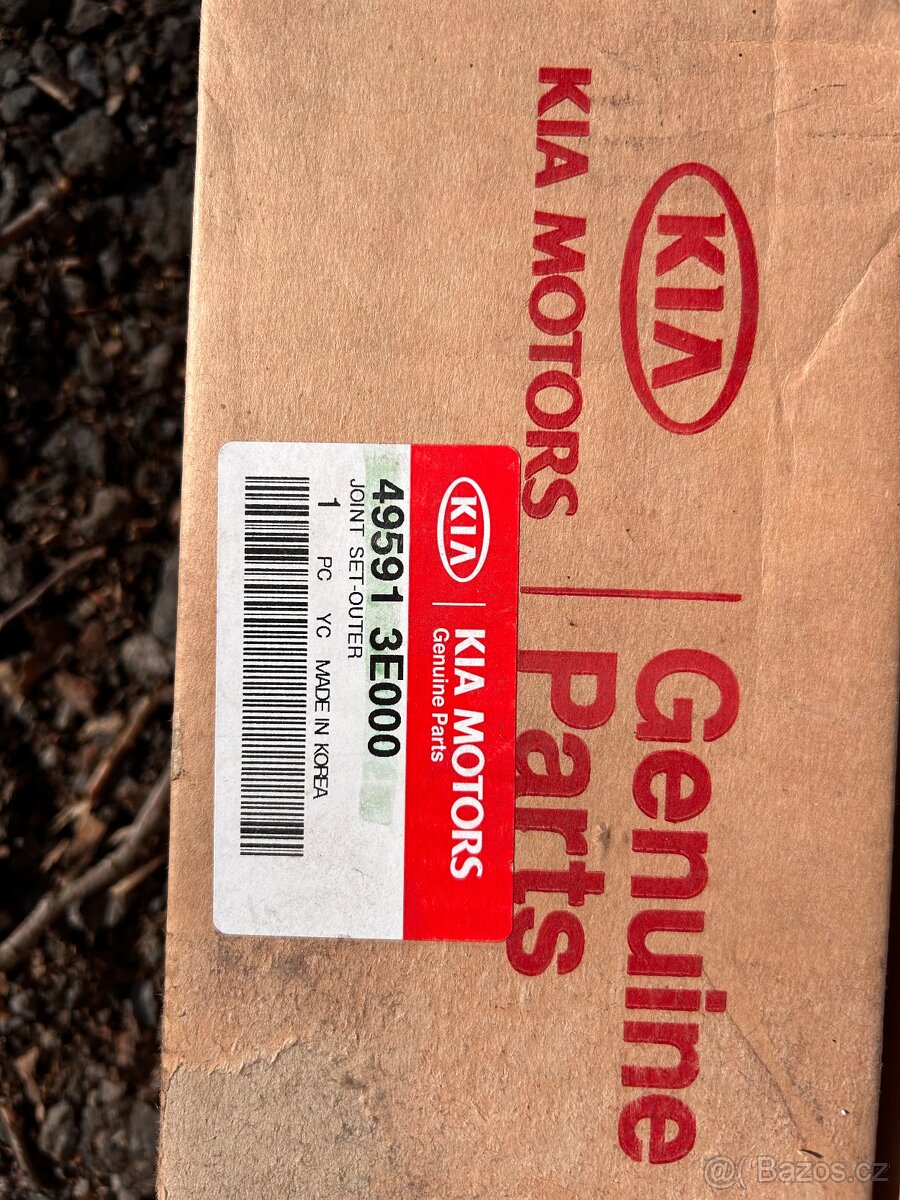 KIA
KIA MOTORS
Genuine
Parts
KIA
KIA MOTORS
Genuine Parts
49591 3E000
JOINT SET-OUTER
1 PC YC MADE IN KOREA
@( Bazos.cz